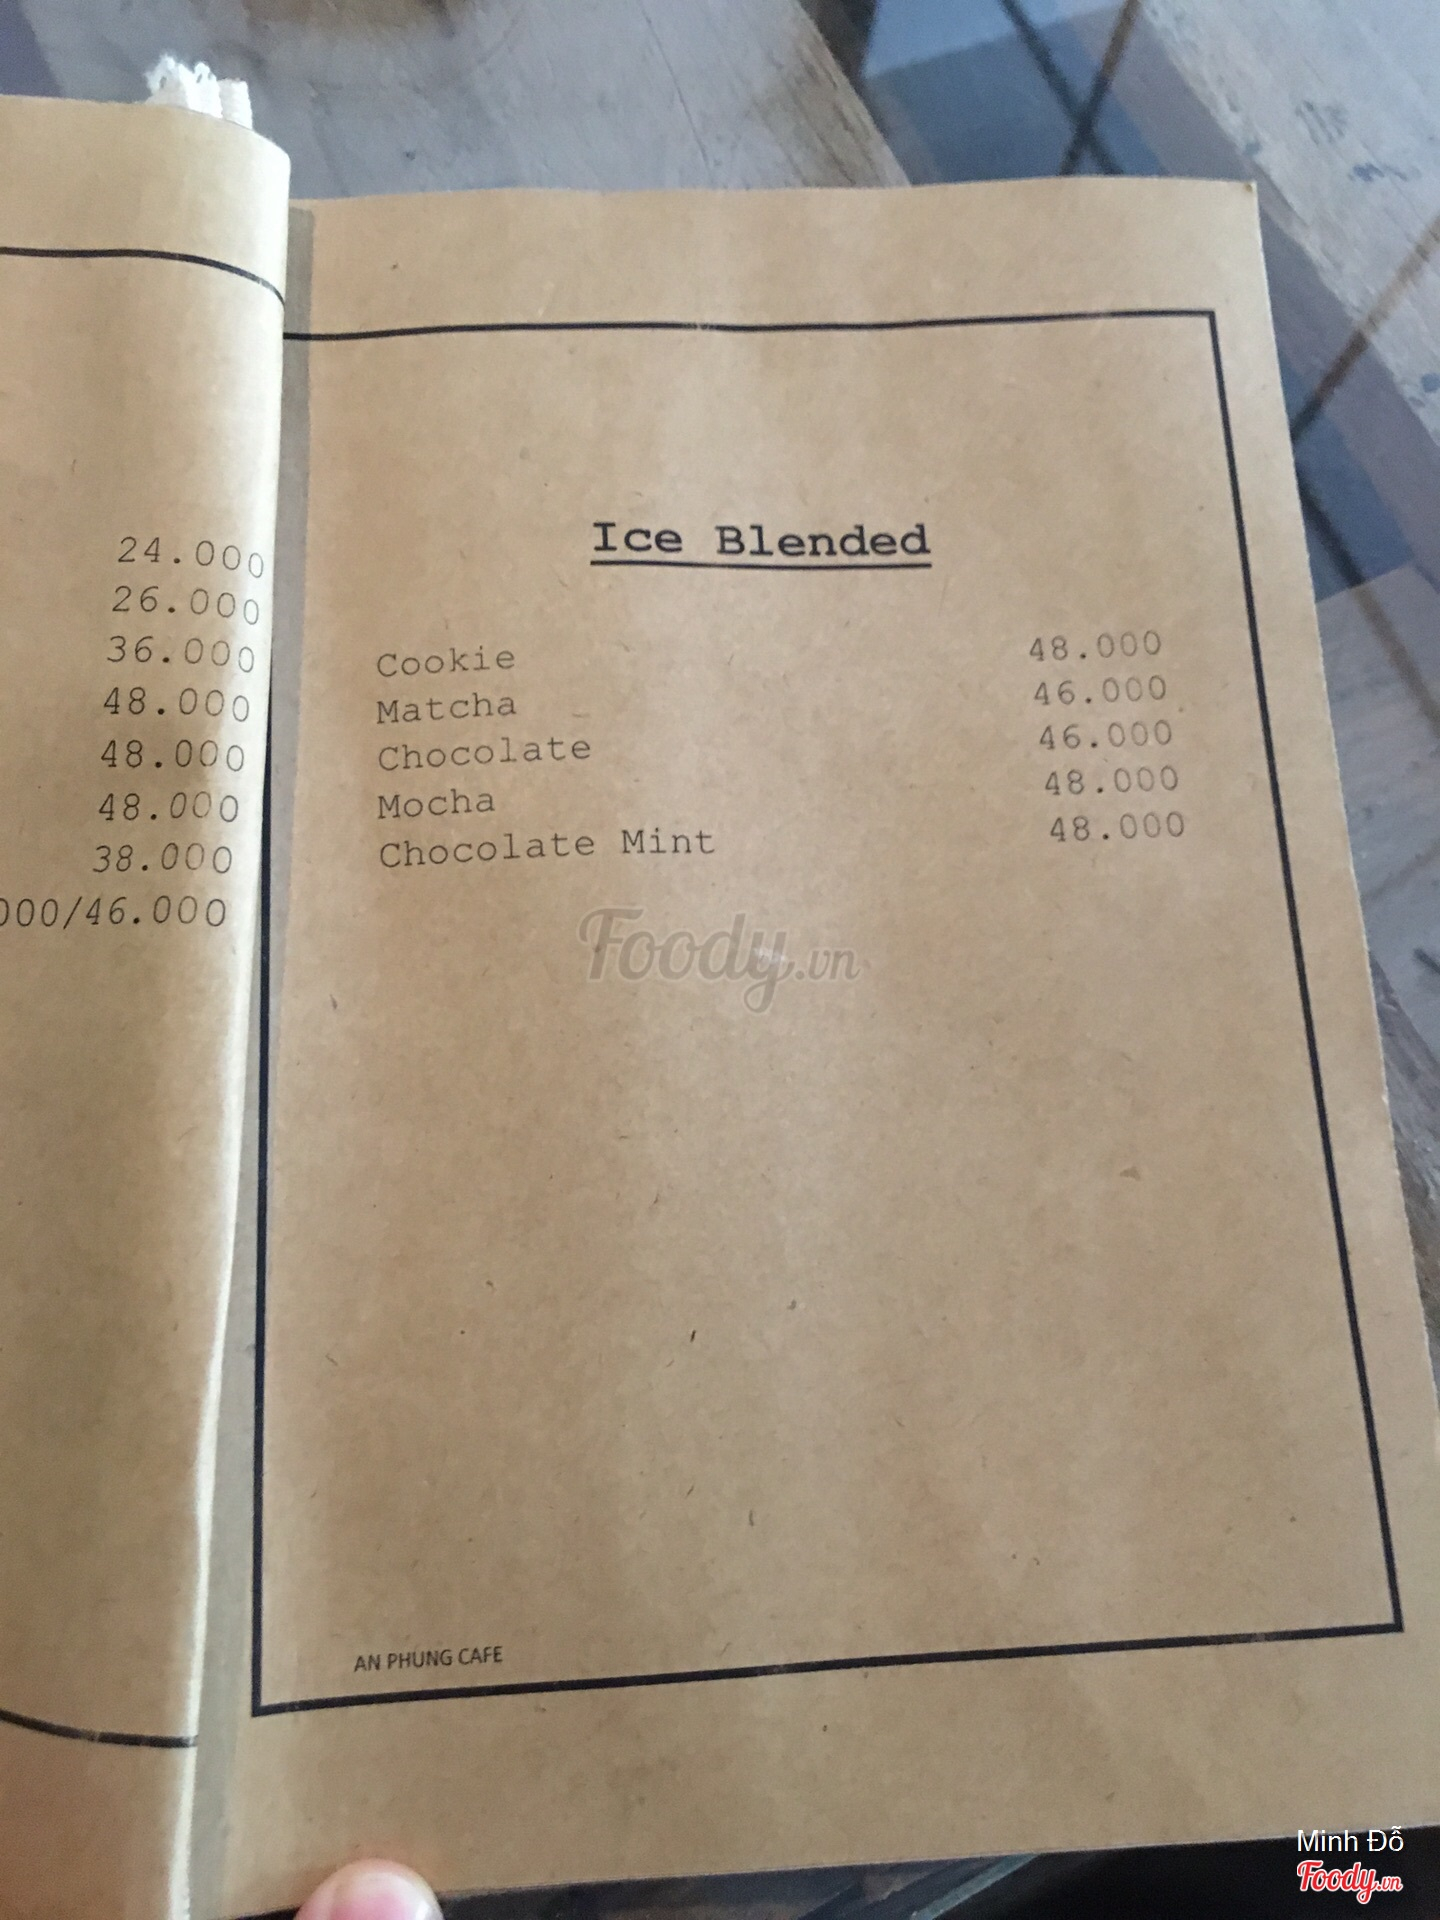 24.000
26.000
36.000
48.000
48.000
48.000
38.000
000/46.000
Ice Blended
Cookie 48.000
Matcha 46.000
Chocolate 46.000
Mocha 48.000
Chocolate Mint 48.000
Foody.vn
AN PHUNG CAFE
Minh Đỗ
Foody.vn